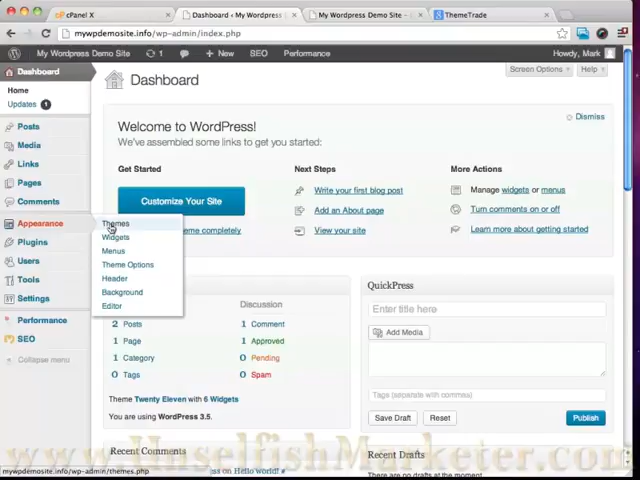 cPanel X
Dashboard ‹ My Wordpress
My Wordpress Demo Site -
ThemeTrade
mywpdemosite.info/wp-admin/index.php
My Wordpress Demo Site
1
+ New
SEO
Performance
Howdy, Mark
Dashboard
Home
Updates 1
Posts
Media
Links
Pages
Comments
Appearance
Plugins
Users
Tools
Settings
Performance
SEO
Collapse menu
Themes
Widgets
Menus
Theme Options
Header
Background
Editor
Screen Options
Help
Dashboard
Dismiss
Welcome to WordPress!
We've assembled some links to get you started:
Get Started
Customize Your Site
eme completely
Next Steps
Write your first blog post
Add an About page
View your site
More Actions
Manage widgets or menus
Turn comments on or off
Learn more about getting started
Discussion
2 Posts
1 Comment
1 Page
1 Approved
1 Category
0 Pending
0 Tags
0 Spam
Theme Twenty Eleven with 6 Widgets
You are using WordPress 3.5.
QuickPress
Enter title here
Add Media
Tags (separate with commas)
Save Draft
Reset
Publish
Recent Comments
Recent Drafts
on Hello world! #
There are no drafts at the moment
www.UnselfishMarketer.com
mywpdemosite.info/wp-admin/themes.php